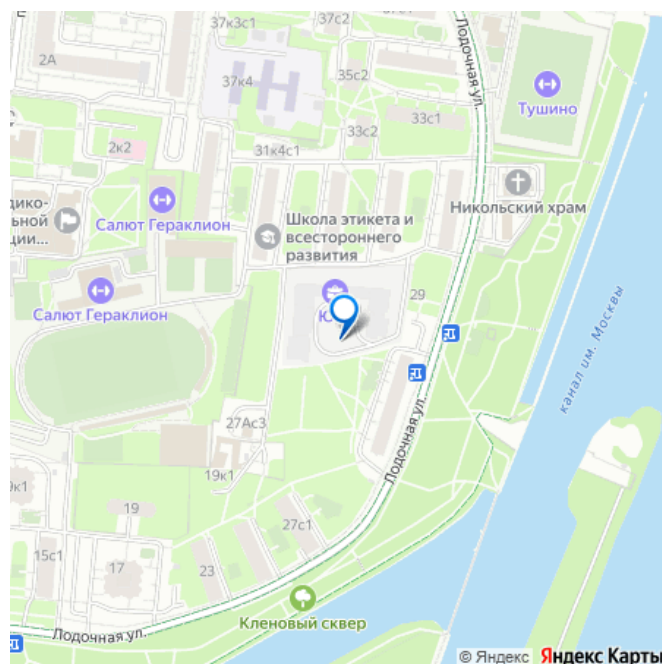 37к3с1
37с2
2А
37к4
35с2
Лодочная ул.
Тушино
33с1
33с2
2к2
31к4с1
Никольский храм
Салют Гераклион
Школа этикета и
всестороннего
развития
29
Салют Гераклион
канал им. Москвы
27Ас3
Лодочная ул.
19к1
19
27с1
15с1
17
23
Кленовый сквер
Лодочная ул.
© Яндекс Яндекс Карты